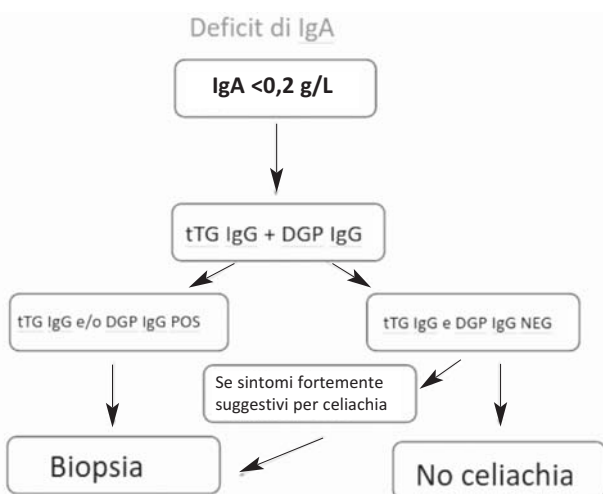 Deficit di IgA
IgA <0,2 g/L
tTG IgG + DGP IgG
tTG IgG e/o DGP IgG POS
tTG IgG e DGP IgG NEG
Se sintomi fortemente
suggestivi per celiachia
Biopsia
No celiachia